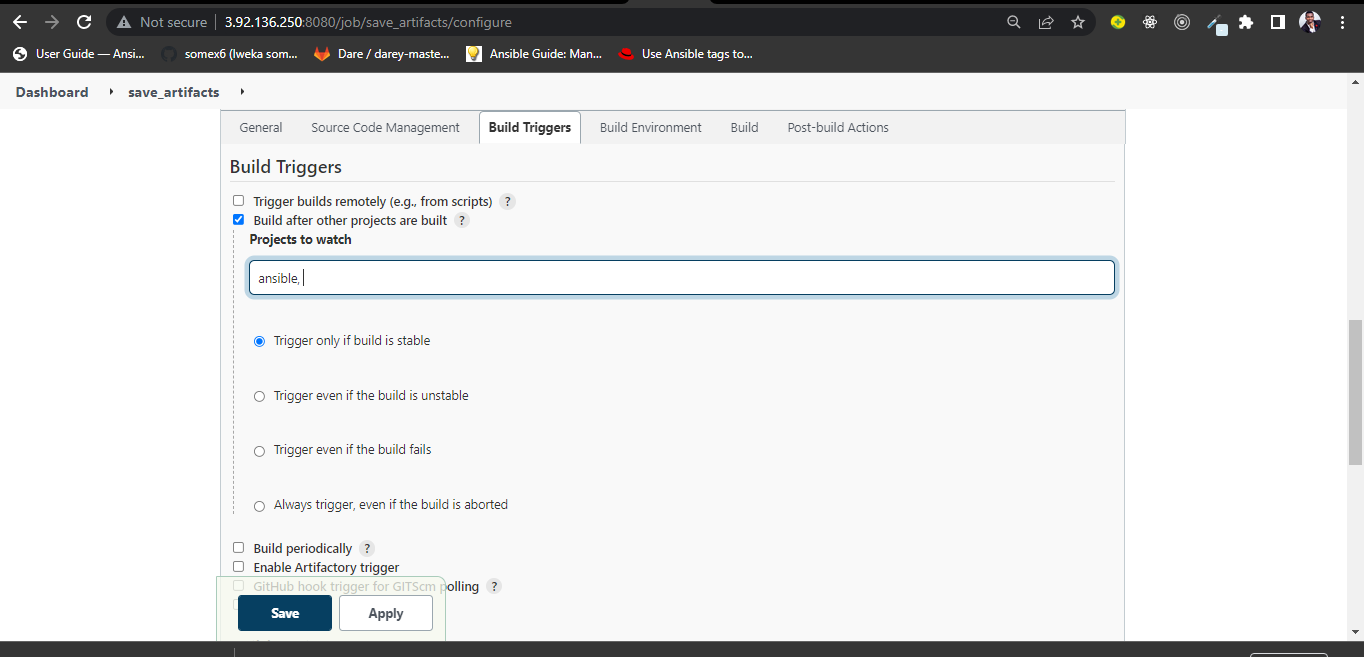 Not secure | 3.92.136.250:8080/job/save_artifacts/configure
User Guide — Ansi... somex6 (Iweka som... Dare / darey-maste... Ansible Guide: Man... Use Ansible tags to...
Dashboard save_artifacts
General Source Code Management Build Triggers Build Environment Build Post-build Actions
Build Triggers
Trigger builds remotely (e.g., from scripts) ?
Build after other projects are built ?
Projects to watch
ansible,
Trigger only if build is stable
Trigger even if the build is unstable
Trigger even if the build fails
Always trigger, even if the build is aborted
Build periodically ?
Enable Artifactory trigger
GitHub hook trigger for GITScm polling ?
Save Apply